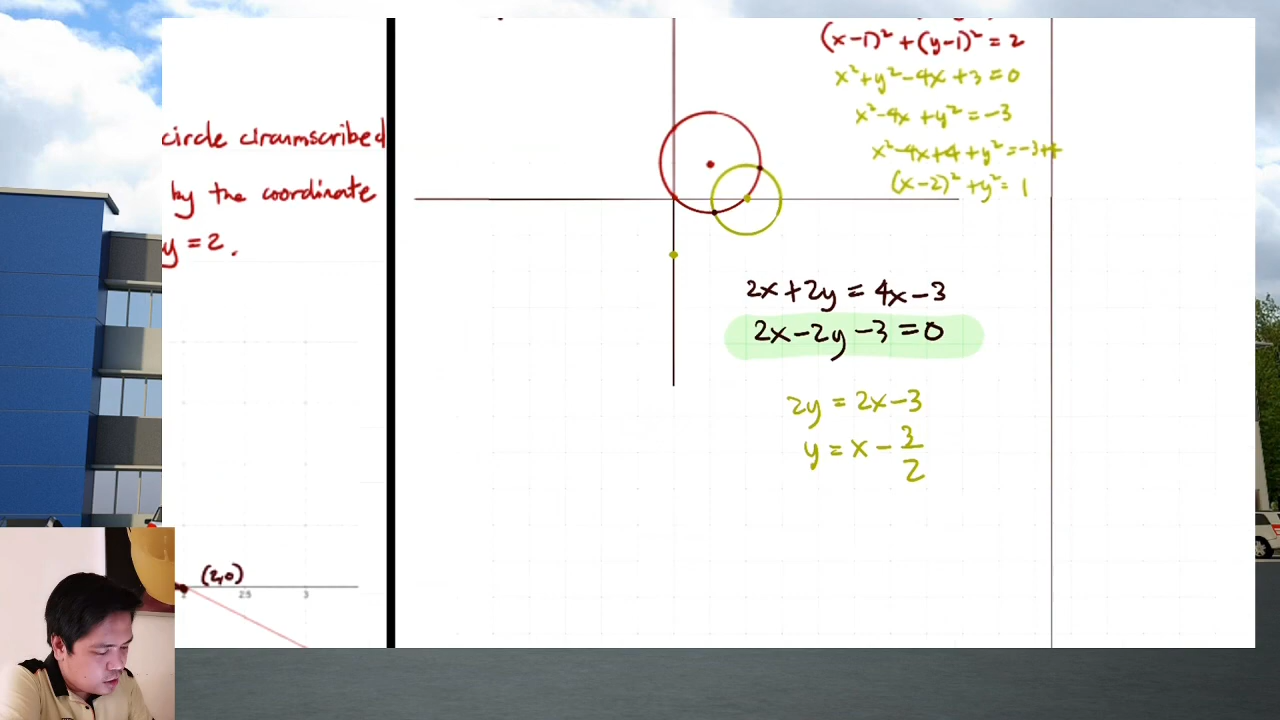 circle circumscribed
by the coordinate
y = 2.
(2,0)
2.5
3
(x-1)² + (y-1)² = 2
x² + y² - 4x + 3 = 0
x² - 4x + y² = -3
x² - 4x + 4 + y² = -3 + 4
(x-2)² + y² = 1
2x + 2y = 4x - 3
2x - 2y - 3 = 0
2y = 2x - 3
y = x - 3/2